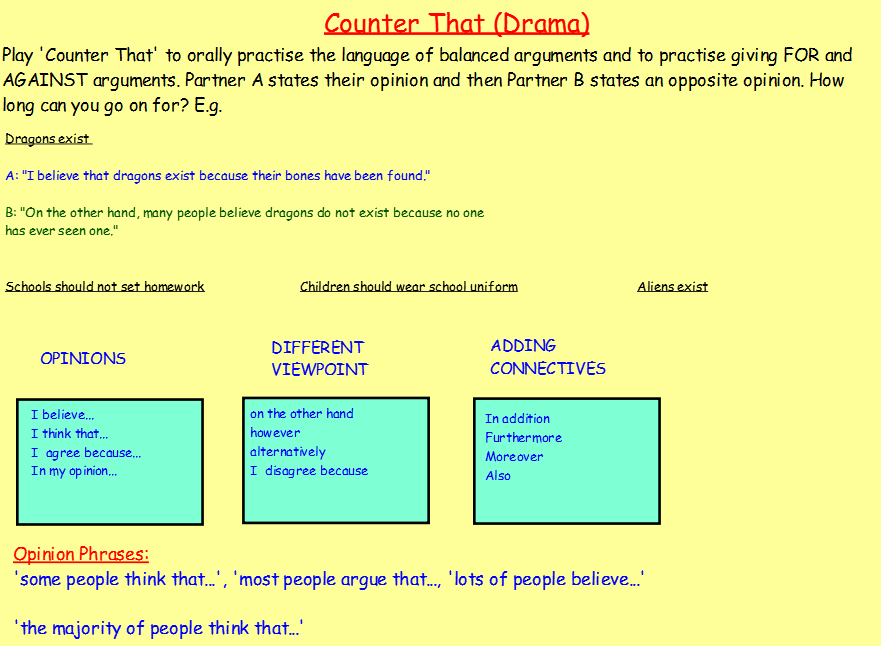 Counter That (Drama)
Play 'Counter That' to orally practise the language of balanced arguments and to practise giving FOR and
AGAINST arguments. Partner A states their opinion and then Partner B states an opposite opinion. How
long can you go on for? E.g.
Dragons exist
A: "I believe that dragons exist because their bones have been found."
B: "On the other hand, many people believe dragons do not exist because no one
has ever seen one."
Schools should not set homework
Children should wear school uniform
Aliens exist
OPINIONS
I believe...
I think that...
I agree because...
In my opinion...
DIFFERENT
VIEWPOINT
on the other hand
however
alternatively
I disagree because
ADDING
CONNECTIVES
In addition
Furthermore
Moreover
Also
Opinion Phrases:
'some people think that...', 'most people argue that..., 'lots of people believe...'
'the majority of people think that...'